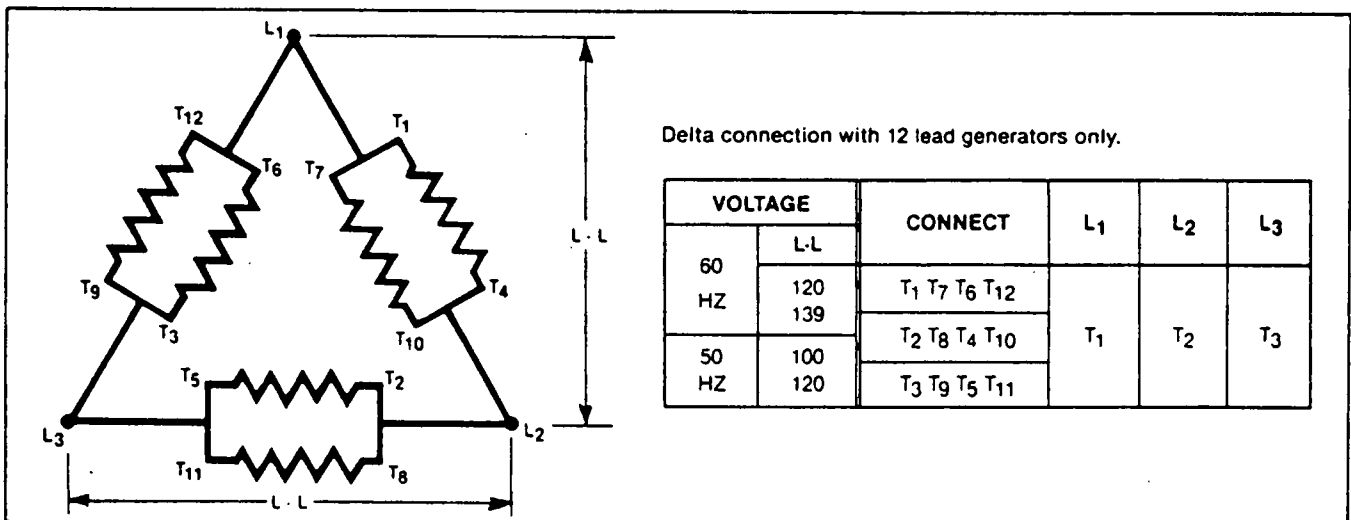 L1
T12
T6
T1
T7
L · L
T9
T3
T4
T10
T5
T2
L3
L2
T11
T8
L · L
Delta connection with 12 lead generators only.
VOLTAGE
CONNECT
L1
L2
L3
60
HZ
L-L
120
139
T1 T7 T6 T12
T2 T8 T4 T10
T3 T9 T5 T11
T1
T2
T3
50
HZ
100
120